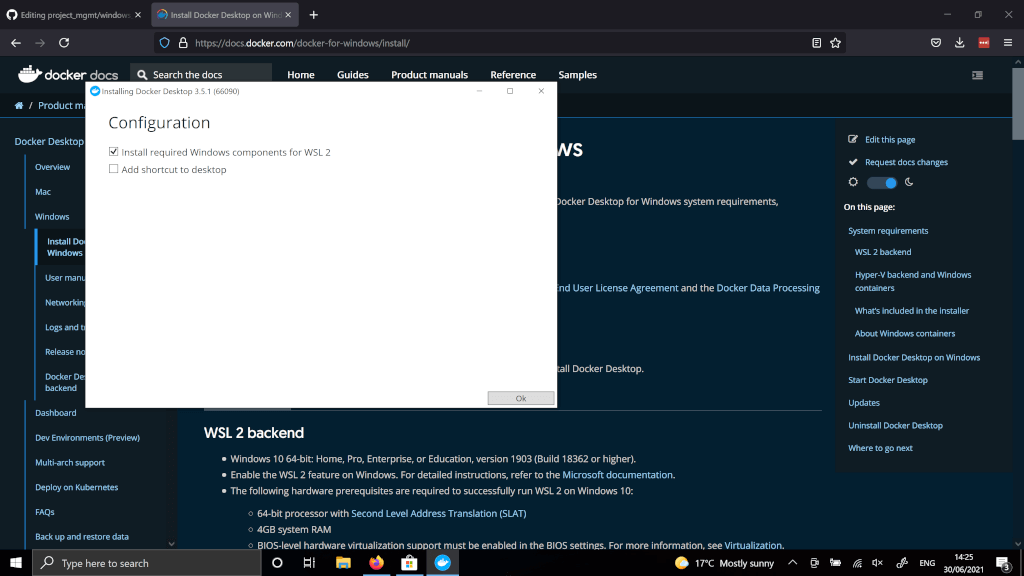 Editing project_mgmt/windows
Install Docker Desktop on Wind
https://docs.docker.com/docker-for-windows/install/
docker docs
Search the docs
Home
Guides
Product manuals
Reference
Samples
/ Product ma
Installing Docker Desktop 3.5.1 (66090)
Configuration
Install required Windows components for WSL 2
Add shortcut to desktop
Ok
Docker Desktop
Overview
Mac
Windows
Install Do
Windows
User manu
Networking
Logs and t
Release no
Docker De
backend
Dashboard
Dev Environments (Preview)
Multi-arch support
Deploy on Kubernetes
FAQs
Back up and restore data
ws
Docker Desktop for Windows system requirements,
End User License Agreement and the Docker Data Processing
tall Docker Desktop.
WSL 2 backend
Windows 10 64-bit: Home, Pro, Enterprise, or Education, version 1903 (Build 18362 or higher).
Enable the WSL 2 feature on Windows. For detailed instructions, refer to the Microsoft documentation.
The following hardware prerequisites are required to successfully run WSL 2 on Windows 10:
64-bit processor with Second Level Address Translation (SLAT)
4GB system RAM
BIOS-level hardware virtualization support must be enabled in the BIOS settings. For more information, see Virtualization.
Edit this page
Request docs changes
On this page:
System requirements
WSL 2 backend
Hyper-V backend and Windows
containers
What's included in the installer
About Windows containers
Install Docker Desktop on Windows
Start Docker Desktop
Updates
Uninstall Docker Desktop
Where to go next
Type here to search
17°C Mostly sunny
ENG
14:25
30/06/2021
3